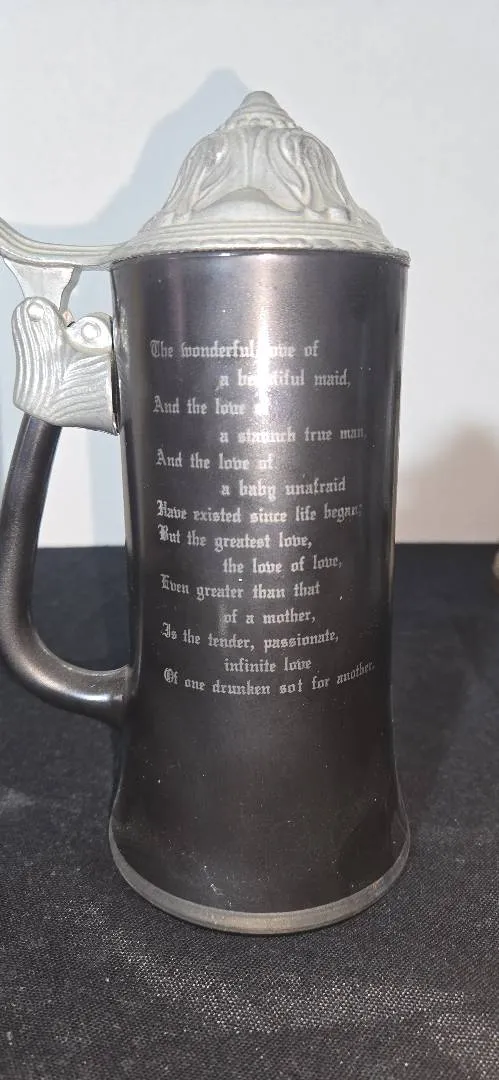 The wonderful love of
a beautiful maid,
And the love of
a staunch true man,
And the love of
a baby unafraid
Have existed since life began;
But the greatest love,
the love of love,
Even greater than that
of a mother,
Is the tender, passionate,
infinite love
Of one drunken sot for another.